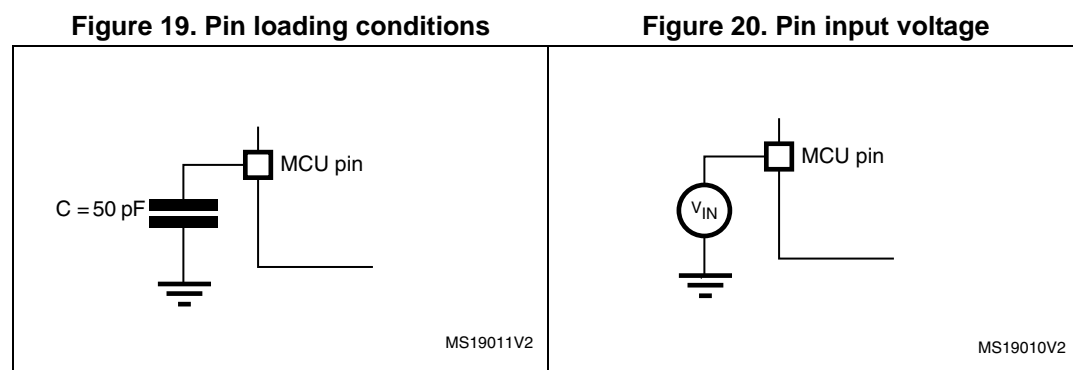 Figure 19. Pin loading conditions
Figure 20. Pin input voltage
MCU pin
C = 50 pF
MS19011V2
MCU pin
VIN
MS19010V2